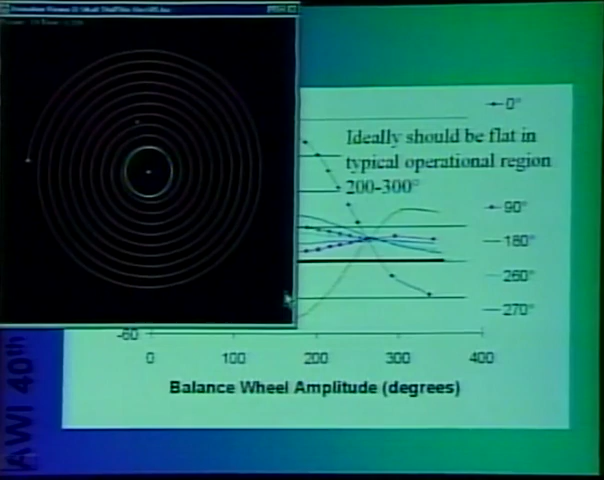 0°
Ideally should be flat in
typical operational region
200-300°
90°
180°
260°
270°
-60
0 100 200 300 400
Balance Wheel Amplitude (degrees)
AWI 40th